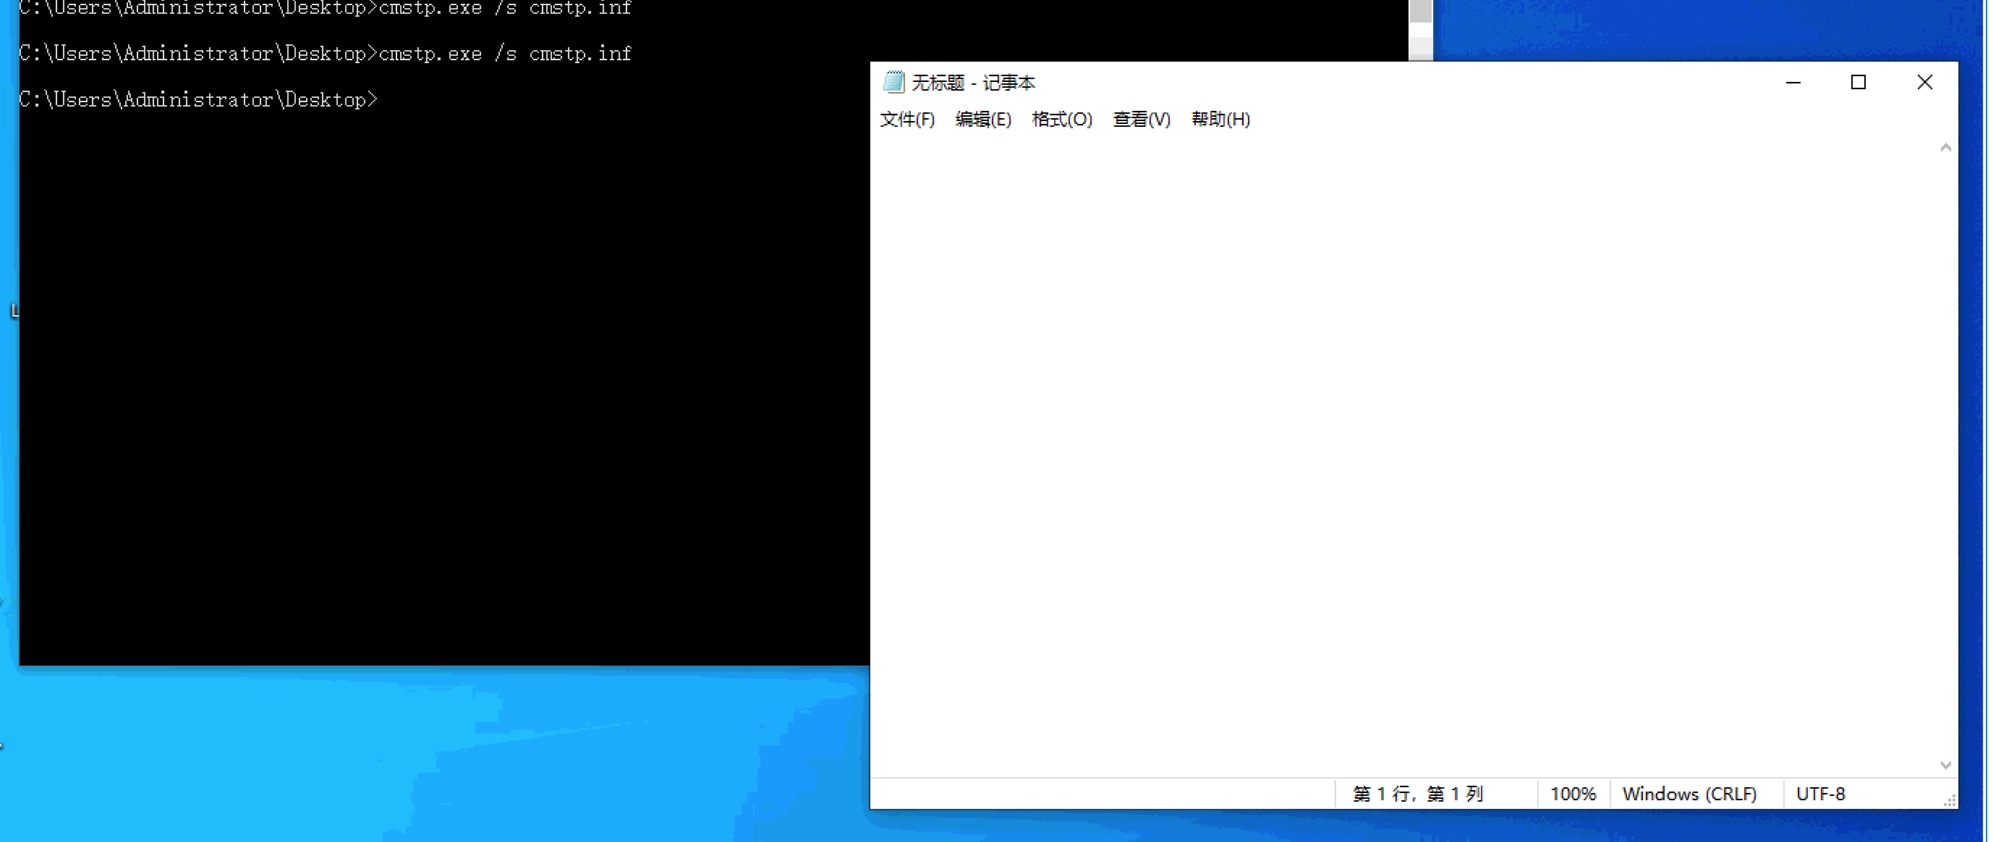 C:\Users\Administrator\Desktop>cmstp.exe /s cmstp.inf
C:\Users\Administrator\Desktop>cmstp.exe /s cmstp.inf
C:\Users\Administrator\Desktop>
无标题 - 记事本
文件(F) 编辑(E) 格式(O) 查看(V) 帮助(H)
第 1 行，第 1 列 100% Windows (CRLF) UTF-8